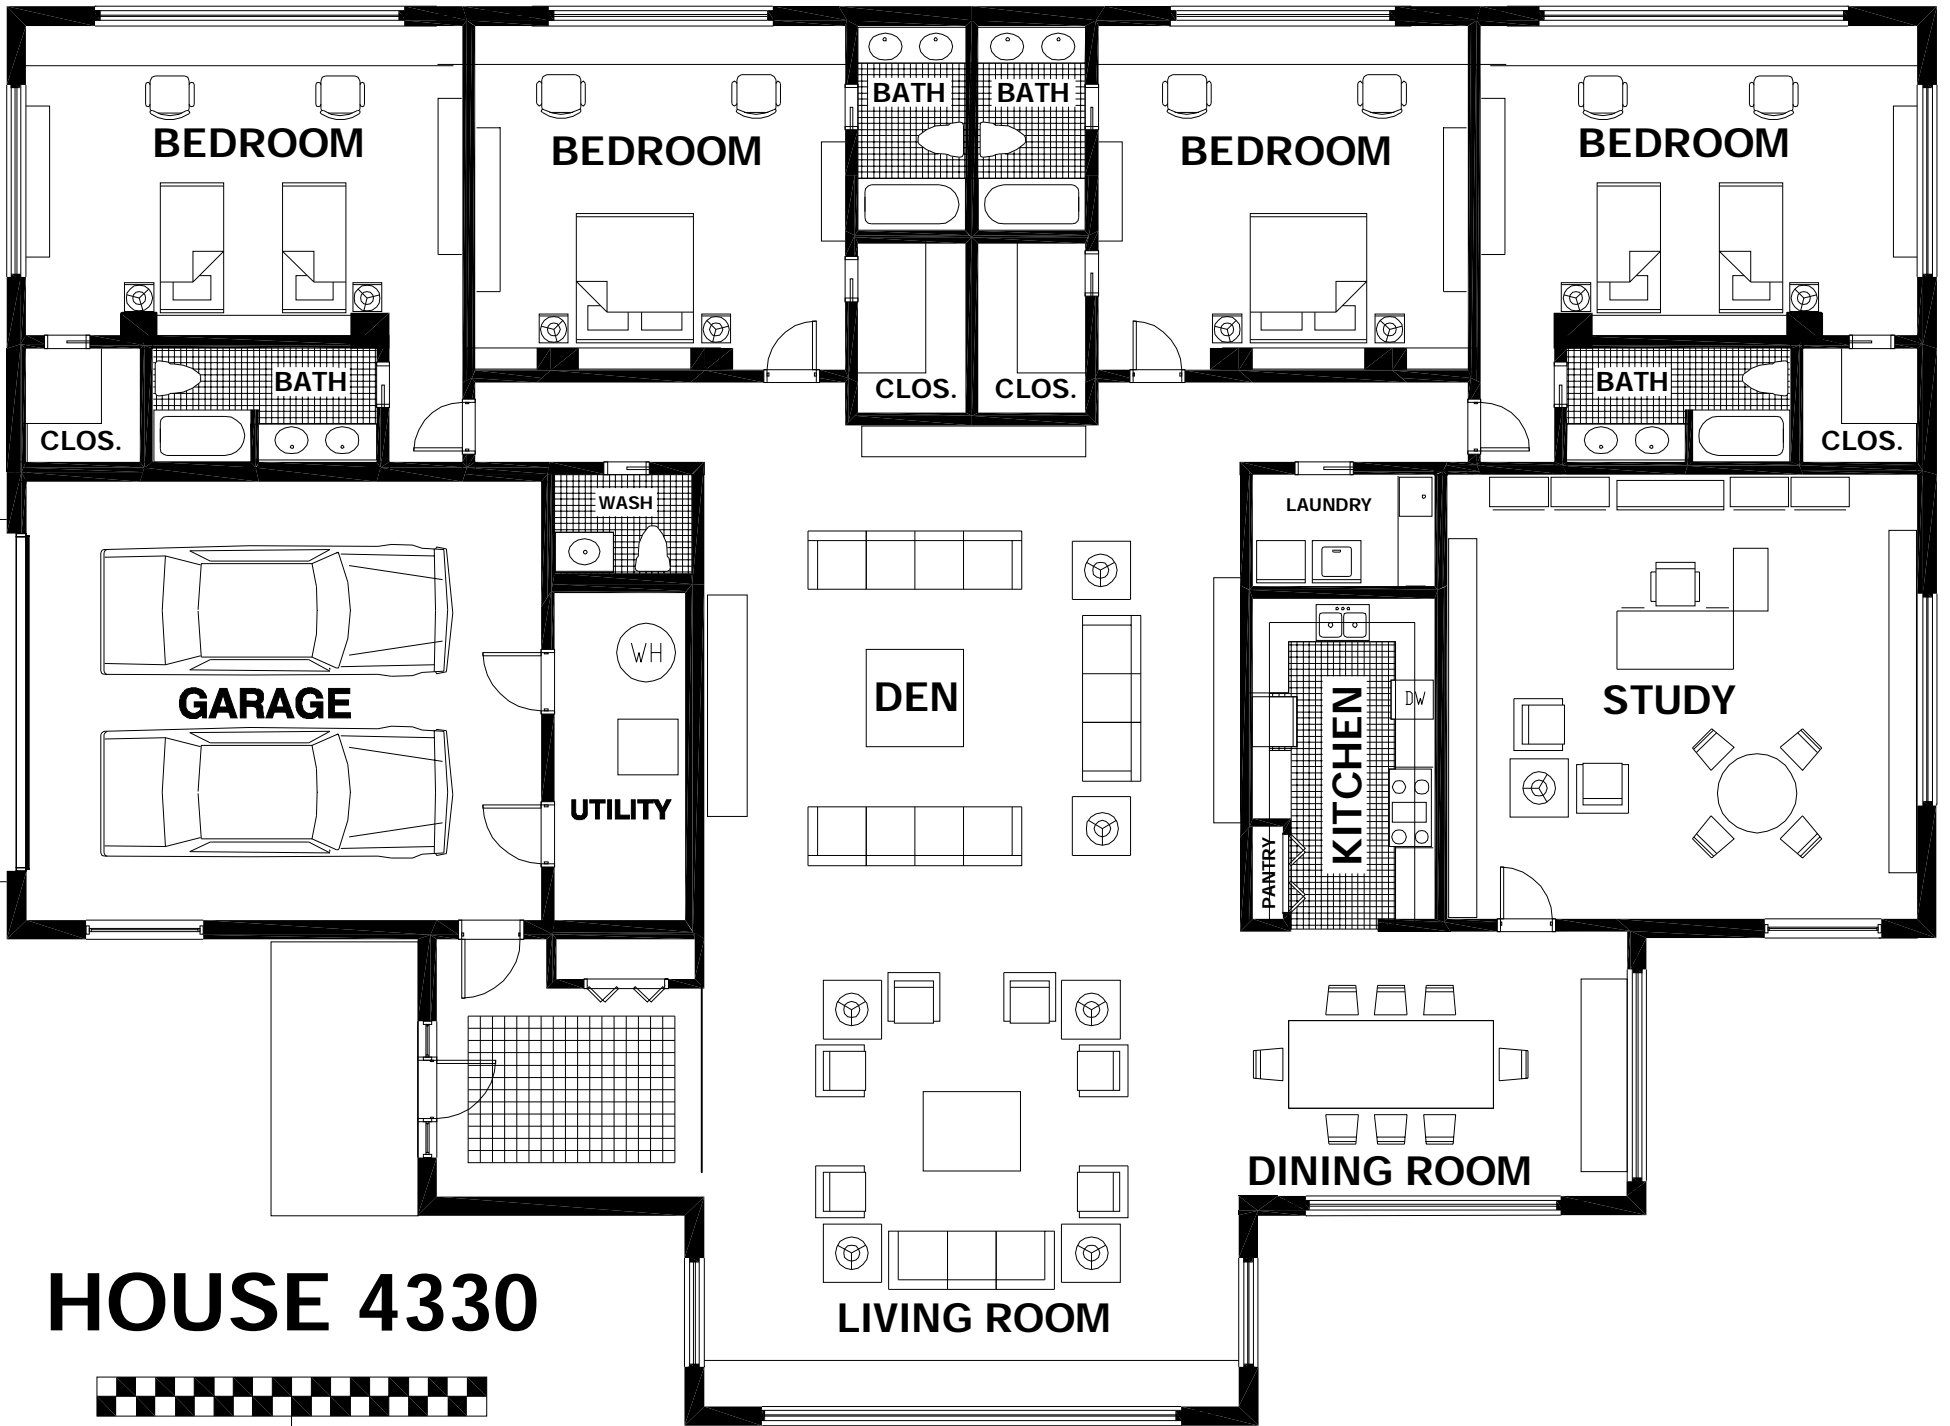 BEDROOM
BEDROOM
BATH
BATH
BEDROOM
BEDROOM
CLOS.
BATH
CLOS.
CLOS.
BATH
CLOS.
WASH
LAUNDRY
GARAGE
WH
UTILITY
DEN
KITCHEN
DW
PANTRY
STUDY
DINING ROOM
LIVING ROOM
HOUSE 4330